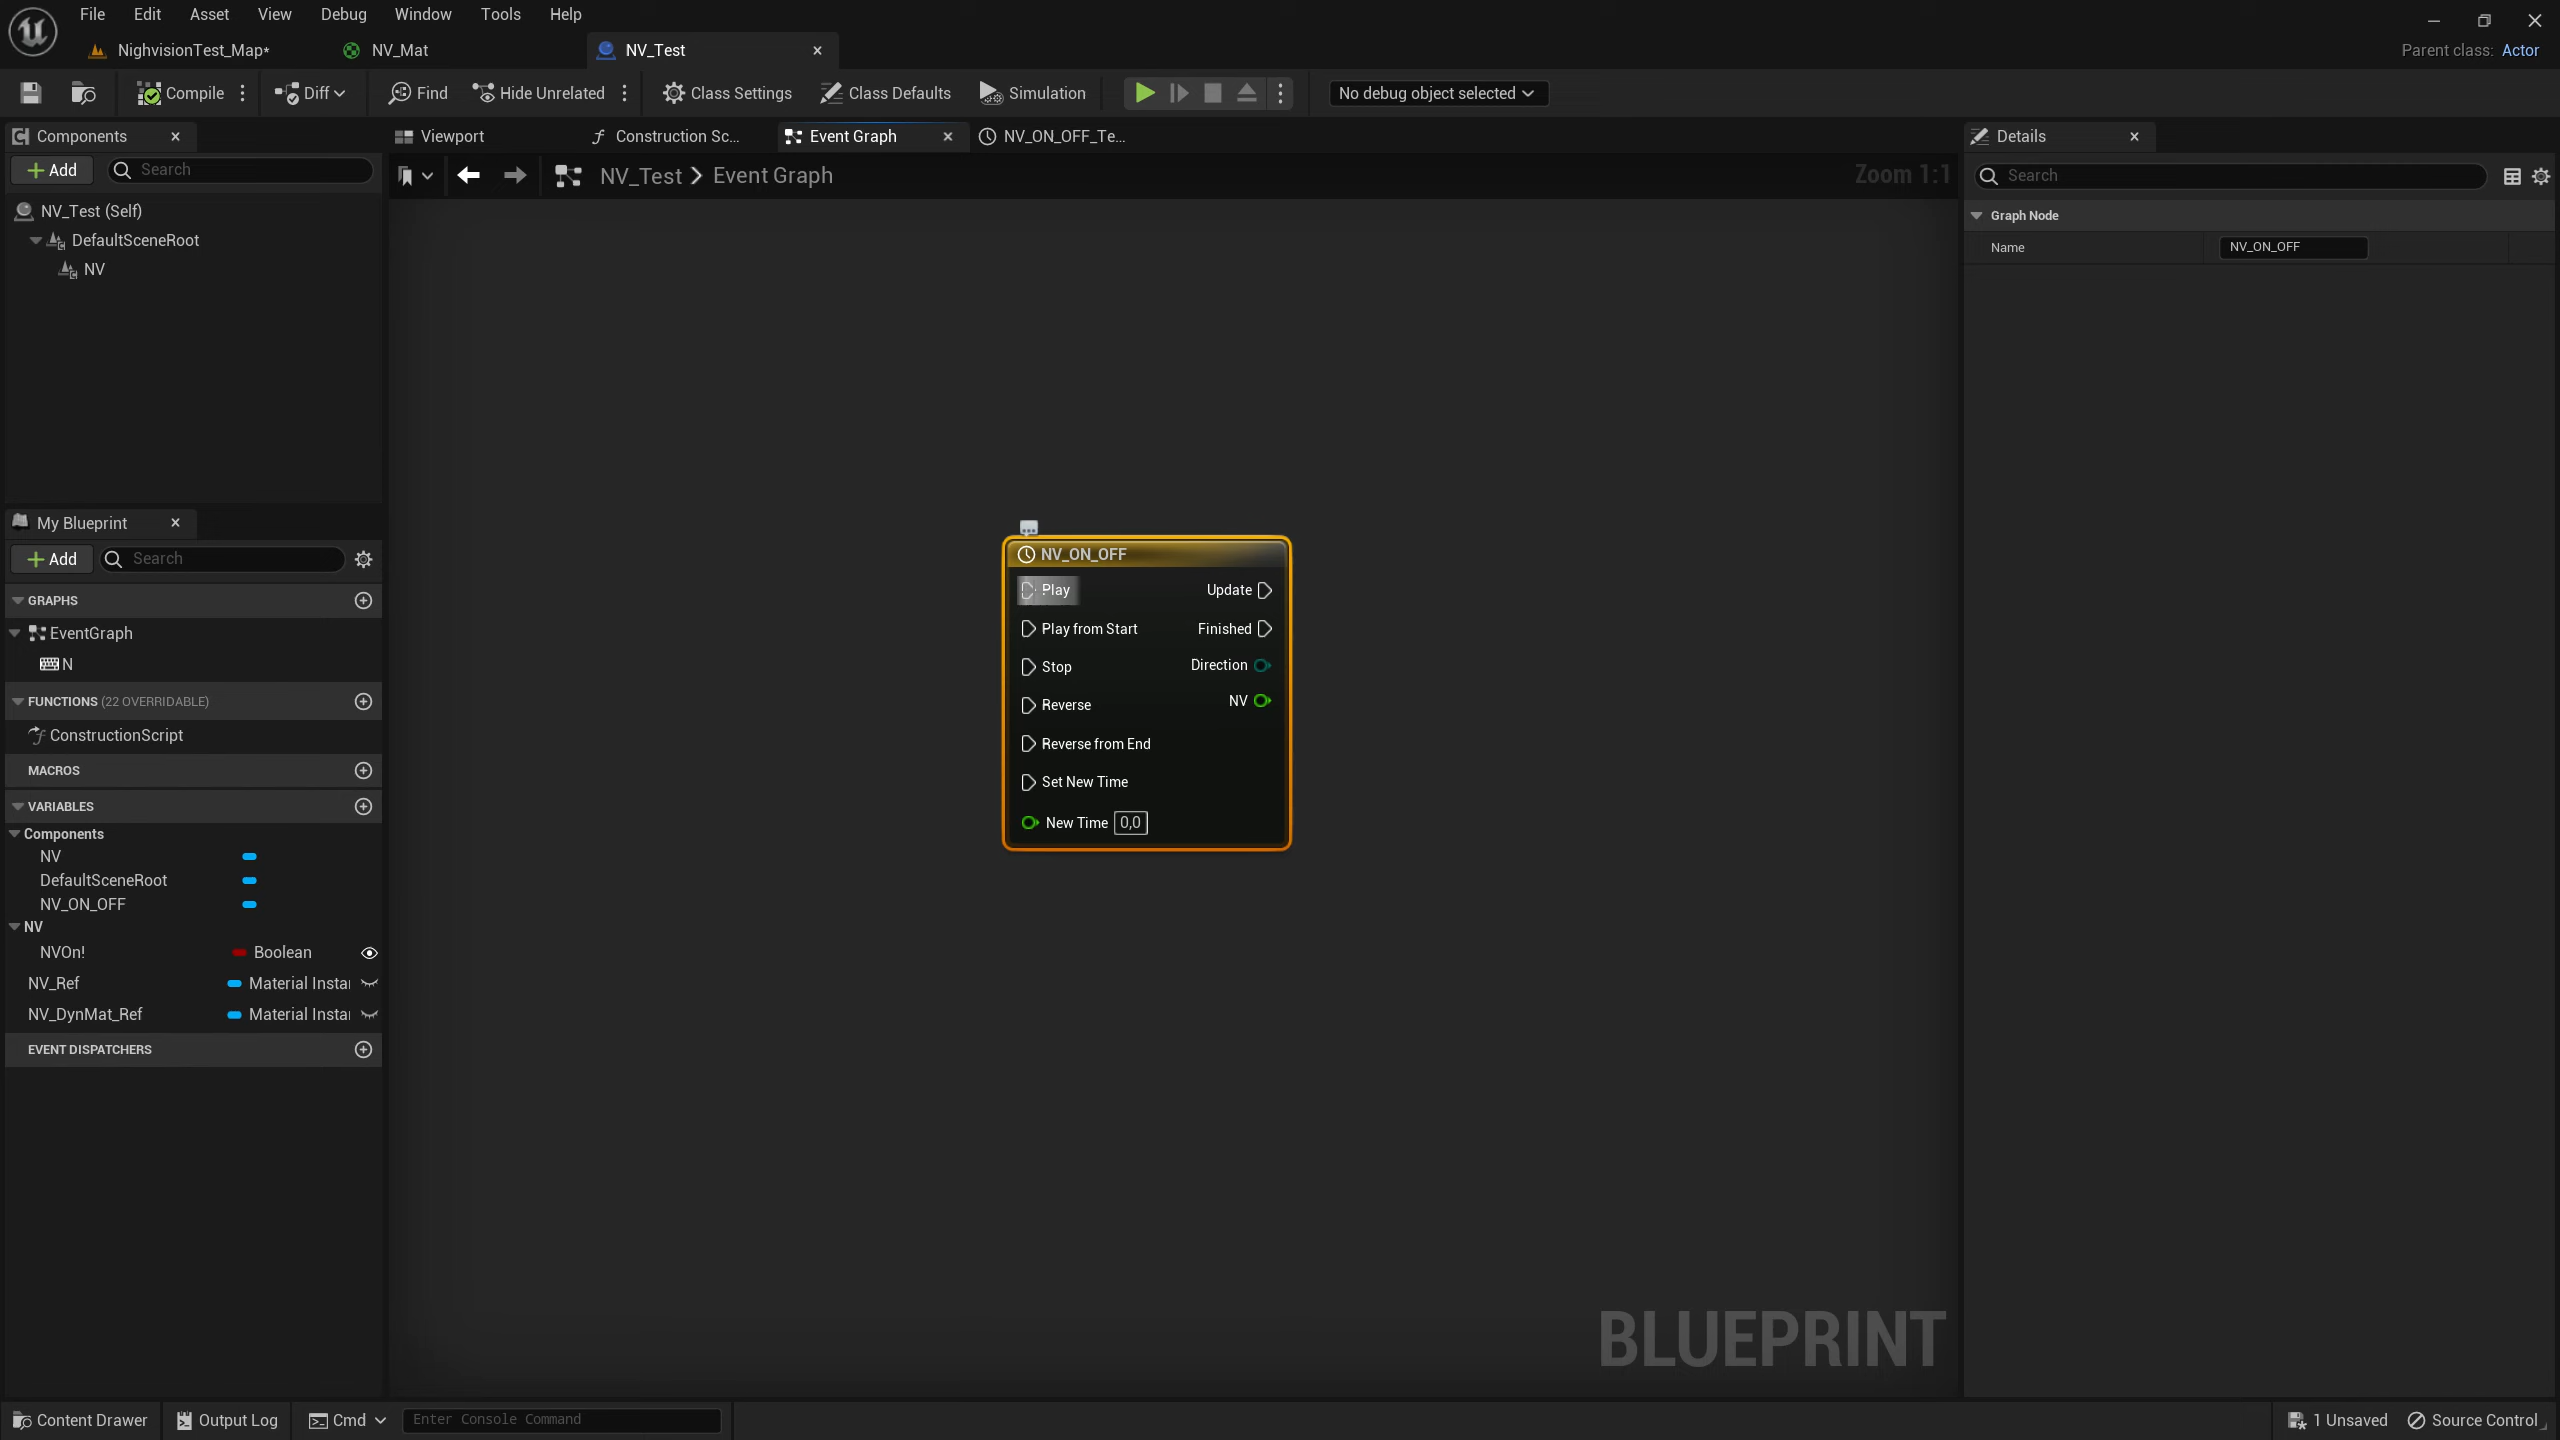 File Edit Asset View Debug Window Tools Help
NighvisionTest_Map*
NV_Mat
NV_Test
Parent class: Actor
Compile
Diff
Find
Hide Unrelated
Class Settings
Class Defaults
Simulation
No debug object selected
Components
Add
Search
NV_Test (Self)
DefaultSceneRoot
NV
My Blueprint
Add
Search
GRAPHS
EventGraph
N
FUNCTIONS (22 OVERRIDABLE)
ConstructionScript
MACROS
VARIABLES
Components
NV
DefaultSceneRoot
NV_ON_OFF
NV
NVOn! Boolean
NV_Ref Material Instar
NV_DynMat_Ref Material Instar
EVENT DISPATCHERS
Viewport
Construction Sc...
Event Graph
NV_ON_OFF_Te...
NV_Test > Event Graph
Zoom 1:1
NV_ON_OFF
Play Update
Play from Start Finished
Stop Direction
Reverse NV
Reverse from End
Set New Time
New Time 0,0
BLUEPRINT
Details
Search
Graph Node
Name NV_ON_OFF
Content Drawer
Output Log
Cmd
Enter Console Command
1 Unsaved
Source Control